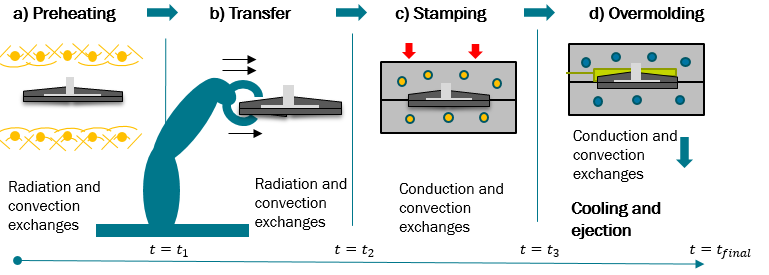 a) Preheating
b) Transfer
c) Stamping
d) Overmolding
Radiation and
convection
exchanges
Radiation and
convection
exchanges
Conduction and
convection
exchanges
Conduction and
convection
exchanges
Cooling and
ejection
t = t₁
t = t₂
t = t₃
t = t_final